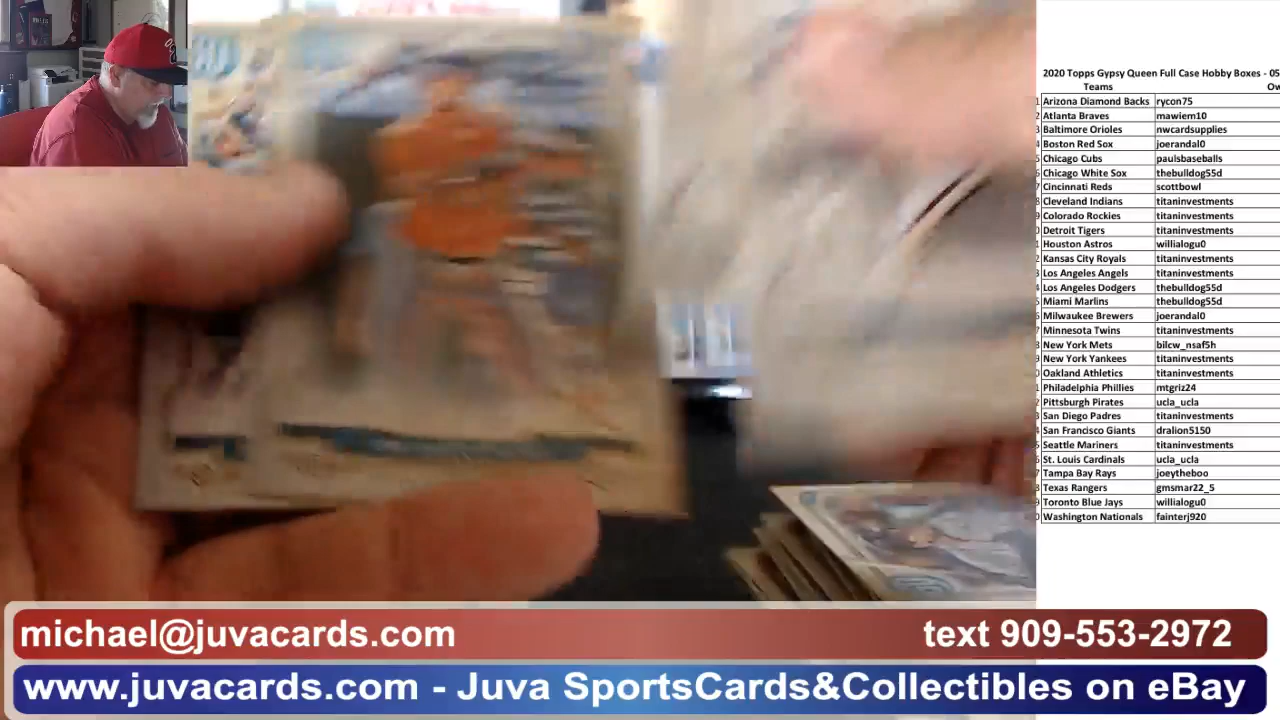 2020 Topps Gypsy Queen Full Case Hobby Boxes - 05
Teams Ow
Arizona Diamond Backs rycon75
Atlanta Braves mawiem10
Baltimore Orioles nwcardsupplies
Boston Red Sox joerandal0
Chicago Cubs paulsbaseballs
Chicago White Sox thebulldog55d
Cincinnati Reds scottbowl
Cleveland Indians titaninvestments
Colorado Rockies titaninvestments
Detroit Tigers titaninvestments
Houston Astros willialogu0
Kansas City Royals titaninvestments
Los Angeles Angels titaninvestments
Los Angeles Dodgers thebulldog55d
Miami Marlins thebulldog55d
Milwaukee Brewers joerandal0
Minnesota Twins titaninvestments
New York Mets bilcw_nsaf5h
New York Yankees titaninvestments
Oakland Athletics titaninvestments
Philadelphia Phillies mtgriz24
Pittsburgh Pirates ucla_ucla
San Diego Padres titaninvestments
San Francisco Giants dralion5150
Seattle Mariners titaninvestments
St. Louis Cardinals ucla_ucla
Tampa Bay Rays joeytheboo
Texas Rangers gmsmar22_5
Toronto Blue Jays willialogu0
Washington Nationals fainterj920
michael@juvacards.com text 909-553-2972
www.juvacards.com - Juva SportsCards&Collectibles on eBay